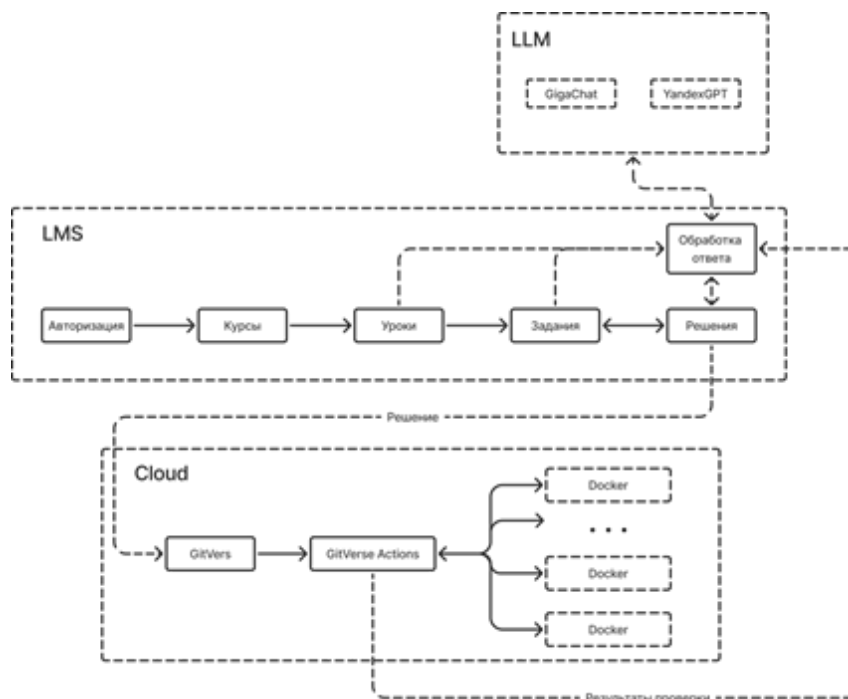 LLM
GigaChat
YandexGPT
LMS
Обработка
ответа
Авторизация
Курсы
Уроки
Задания
Решения
Решение
Cloud
Docker
...
GitVers
GitVerse Actions
Docker
Docker
Результаты проверки